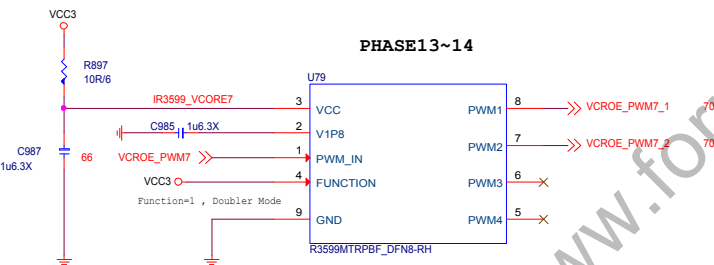 VCC3
PHASE13~14
R897
10R/6
U79
IR3599_VCORE7
3
VCC
PWM1
8
VCROE_PWM7_1
70
C985
1u6.3X
2
V1P8
PWM2
7
VCROE_PWM7_2
70
C987
1u6.3X
66
VCROE_PWM7
1
PWM_IN
PWM3
6
VCC3
4
FUNCTION
Function=1 , Doubler Mode
9
GND
PWM4
5
R3599MTRPBF_DFN8-RH